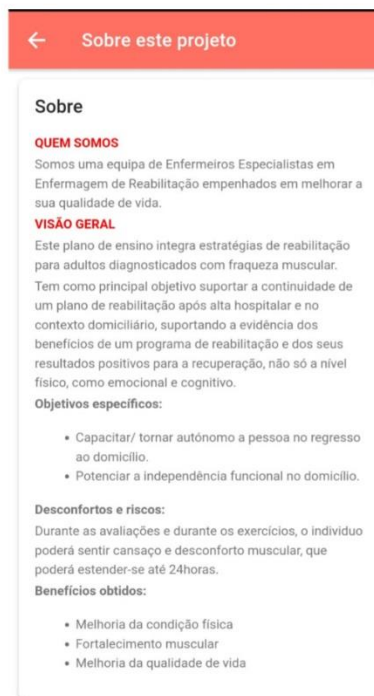 Sobre este projeto
Sobre
QUEM SOMOS
Somos uma equipa de Enfermeiros Especialistas em
Enfermagem de Reabilitação empenhados em melhorar a
sua qualidade de vida.
VISÃO GERAL
Este plano de ensino integra estratégias de reabilitação
para adultos diagnosticados com fraqueza muscular.
Tem como principal objetivo suportar a continuidade de
um plano de reabilitação após alta hospitalar e no
contexto domiciliário, suportando a evidência dos
benefícios de um programa de reabilitação e dos seus
resultados positivos para a recuperação, não só a nível
físico, como emocional e cognitivo.
Objetivos específicos:
• Capacitar/ tornar autónomo a pessoa no regresso
ao domicílio.
• Potenciar a independência funcional no domicílio.
Desconfortos e riscos:
Durante as avaliações e durante os exercícios, o individuo
poderá sentir cansaço e desconforto muscular, que
poderá estender-se até 24horas.
Benefícios obtidos:
• Melhoria da condição física
• Fortalecimento muscular
• Melhoria da qualidade de vida